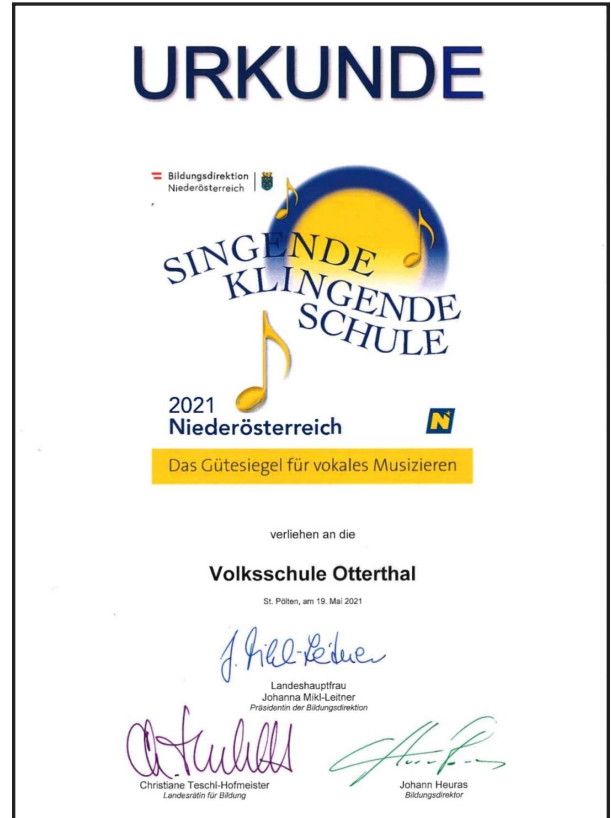 URKUNDE
Bildungsdirektion
Niederösterreich
SINGENDE
KLINGENDE
SCHULE
2021
Niederösterreich
N
Das Gütesiegel für vokales Musizieren
verliehen an die
Volksschule Otterthal
St. Pölten, am 19. Mai 2021
J. Mikl-Leitner
Landeshauptfrau
Johanna Mikl-Leitner
Präsidentin der Bildungsdirektion
Christiane Teschl-Hofmeister
Landesrätin für Bildung
Johann Heuras
Bildungsdirektor